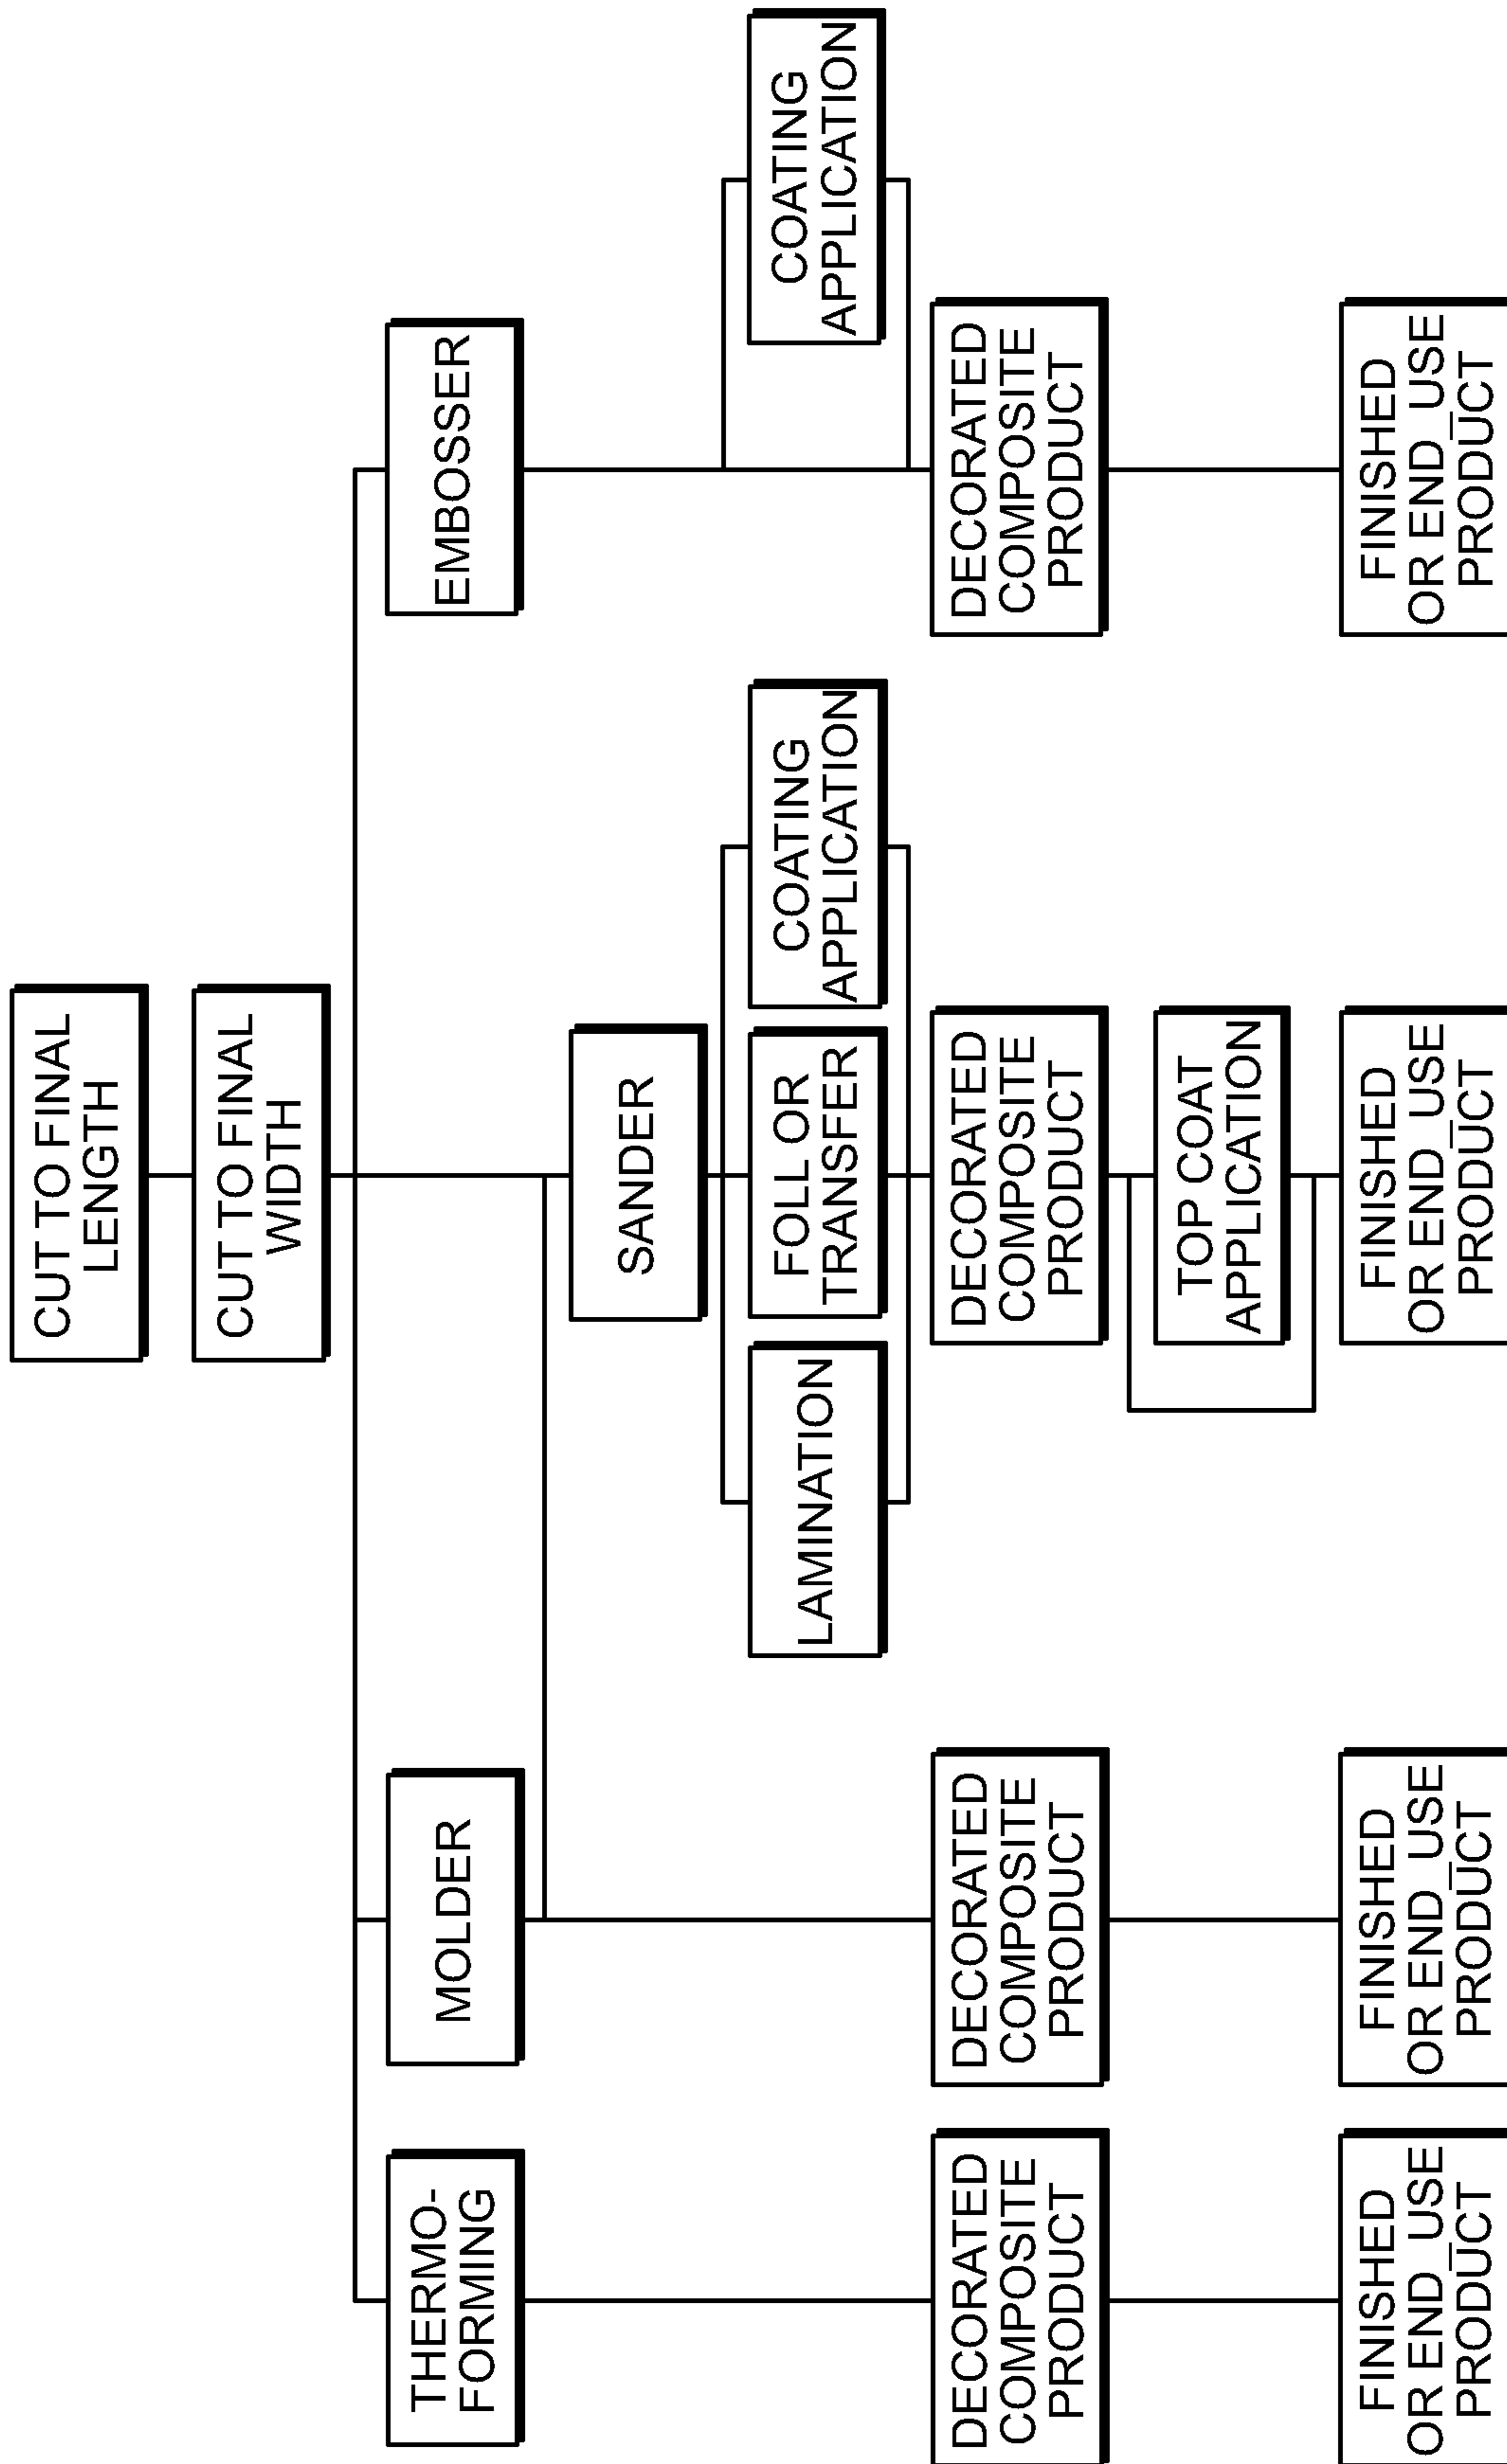 CUT TO FINAL
LENGTH
CUT TO FINAL
WIDTH
THERMO-
FORMING
MOLDER
EMBOSSER
SANDER
LAMINATION
FOLL OR
TRANSFER
COATING
APPLICATION
COATING
APPLICATION
DECORATED
COMPOSITE
PRODUCT
DECORATED
COMPOSITE
PRODUCT
DECORATED
COMPOSITE
PRODUCT
DECORATED
COMPOSITE
PRODUCT
TOP COAT
APPLICATION
FINISHED
OR END_USE
PRODUCT
FINISHED
OR END_USE
PRODUCT
FINISHED
OR END_USE
PRODUCT
FINISHED
OR END_USE
PRODUCT